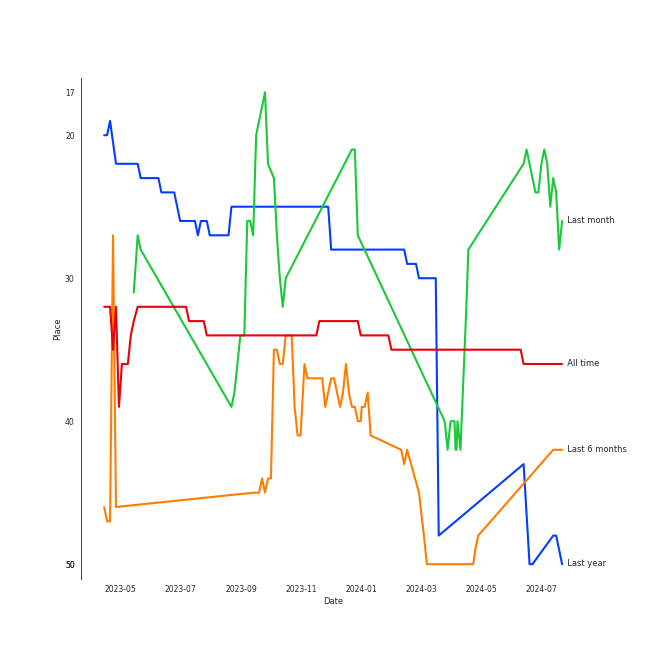 17
20
30
40
50
Place
2023-05 2023-07 2023-09 2023-11 2024-01 2024-03 2024-05 2024-07
Date
Last month
All time
Last 6 months
Last year